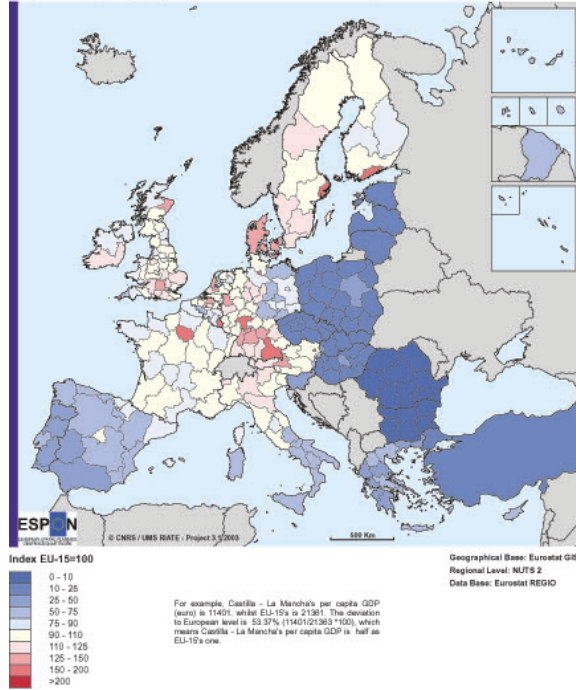 ESPON
© CNRS / UMS RIATE - Project 3.1/2003
500 Km
Index EU-15=100
0 - 10
10 - 25
25 - 50
50 - 75
75 - 90
90 - 110
110 - 125
125 - 150
150 - 200
>200
For example, Castilla - La Mancha's per capita GDP
(euro) is 11401, whilst EU-15's is 21361. The deviation
to European level is 53.37% (11401/21363 *100), which
means Castilla - La Mancha's per capita GDP is half as
EU-15's one.
Geographical Base: Eurostat GIS
Regional Level: NUTS 2
Data Base: Eurostat REGIO